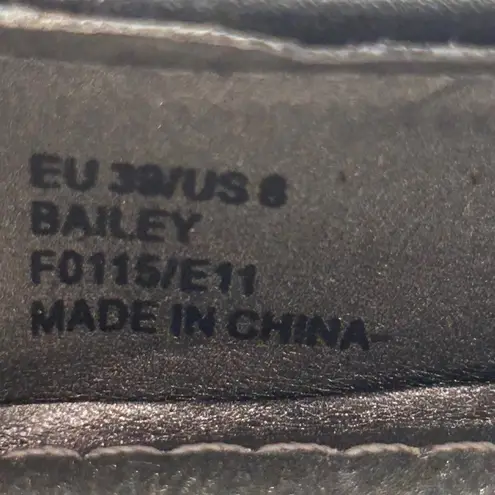 EU 39/US 8
BAILEY
F0115/E11
MADE IN CHINA